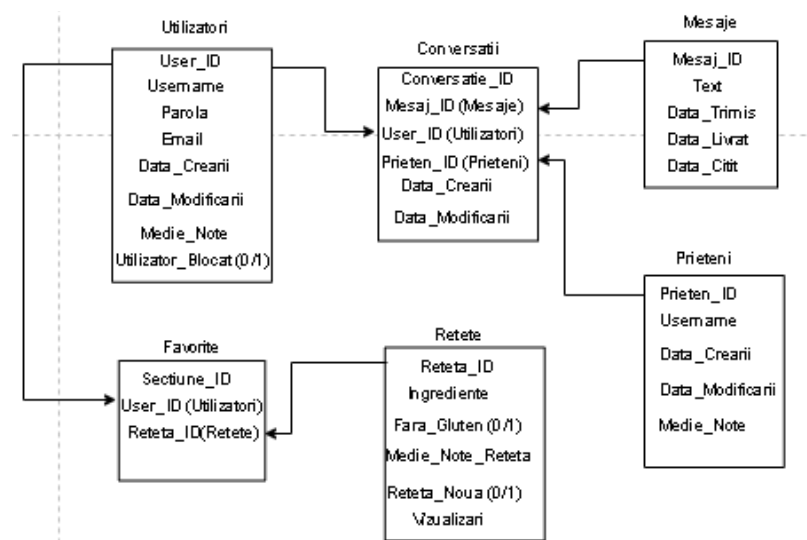 Utilizatori
User_ID
Username
Parola
Email
Data_Crearii
Data_Modificarii
Medie_Note
Utilizator_Blocat(0/1)
Conversatii
Conversatie_ID
Mesaj_ID(Mesaje)
User_ID(Utilizatori)
Prieten_ID(Prieteni)
Data_Crearii
Data_Modificarii
Mesaje
Mesaj_ID
Text
Data_Trimis
Data_Livrat
Data_Citit
Prieteni
Prieten_ID
Username
Data_Crearii
Data_Modificarii
Medie_Note
Favorite
Sectiune_ID
User_ID(Utilizatori)
Reteta_ID(Retete)
Retete
Reteta_ID
Ingrediente
Fara_Gluten(0/1)
Medie_Note_Reteta
Reteta_Noua(0/1)
Vizualizari